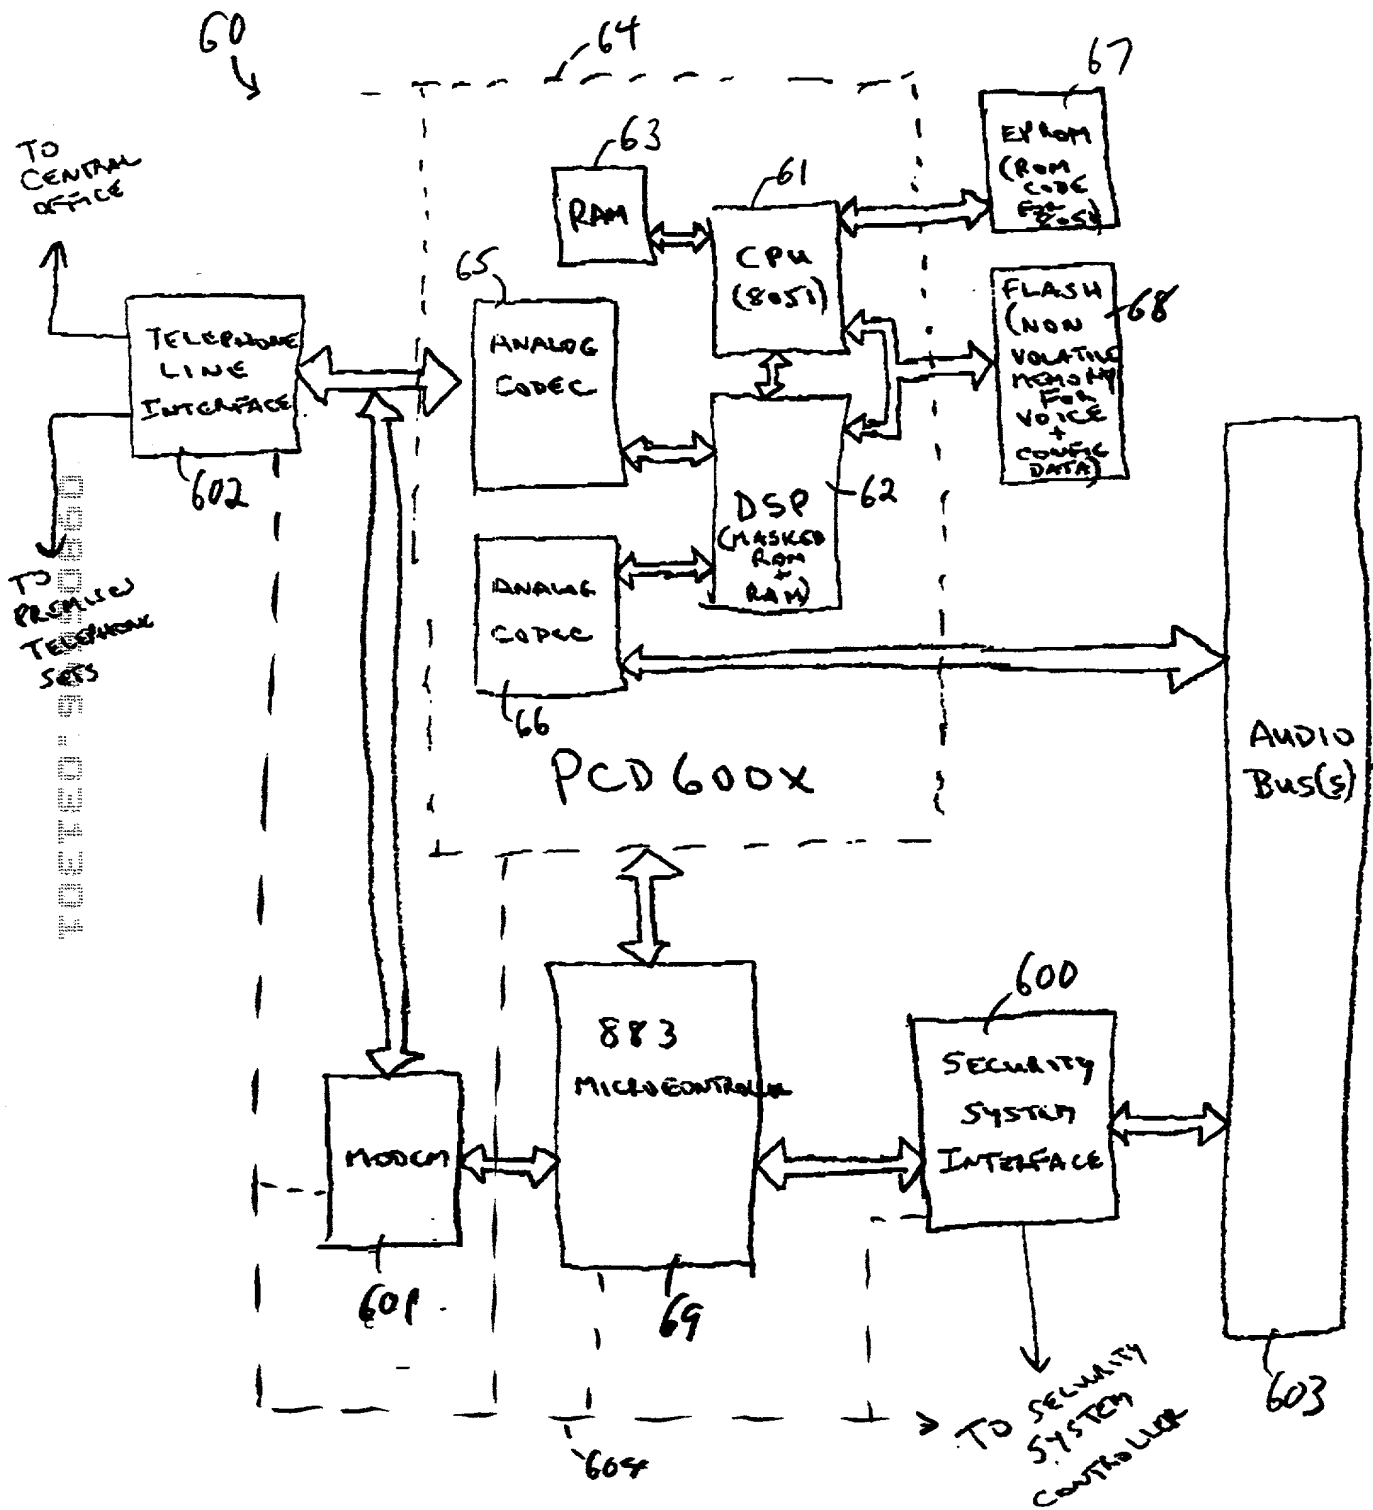 60
64
67
TO
CENTRAL
OFFICE
63
RAM
61
CPU
(8051)
EPROM
(ROM
CODE
FOR
8051)
65
ANALOG
CODEC
FLASH
(NON
VOLATILE
MEMORY
FOR
VOICE
+
CONFIG
DATA)
68
TELEPHONE
LINE
INTERFACE
602
DSP
(MASKED
ROM
+
RAM)
62
TO
PREMISES
TELEPHONE
SETS
ANALOG
CODEC
66
PCD600X
AUDIO
BUS(S)
883
MICROCONTROLLER
69
600
SECURITY
SYSTEM
INTERFACE
MODEM
601
603
604
TO SECURITY
SYSTEM
CONTROLLER